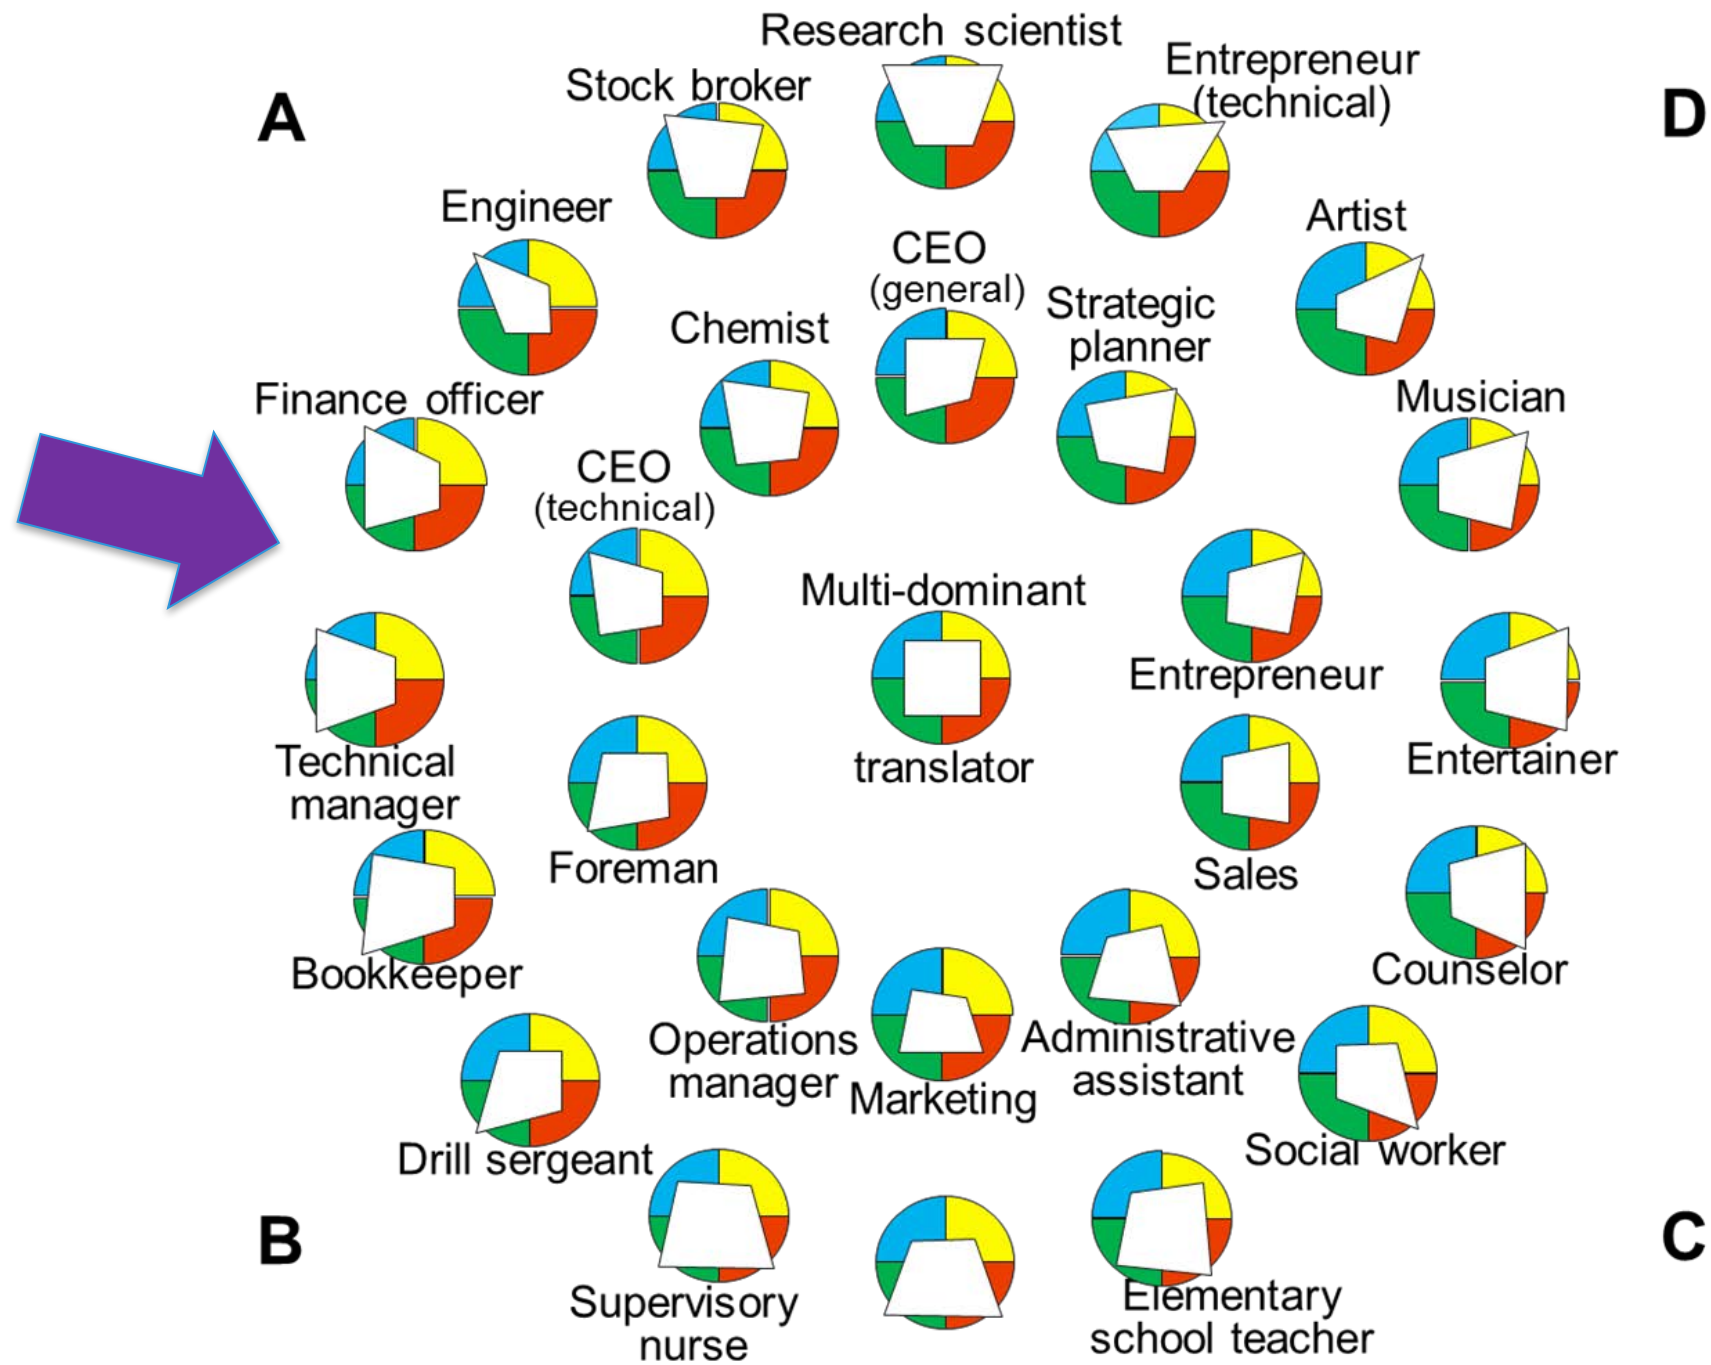 Research scientist
Entrepreneur
(technical)
Stock broker
A
D
Engineer
Artist
CEO
(general)
Strategic
planner
Chemist
Finance officer
Musician
CEO
(technical)
Multi-dominant
translator
Entrepreneur
Entertainer
Technical
manager
Foreman
Sales
Bookkeeper
Counselor
Operations
manager
Marketing
Administrative
assistant
Drill sergeant
Social worker
B
C
Supervisory
nurse
Elementary
school teacher